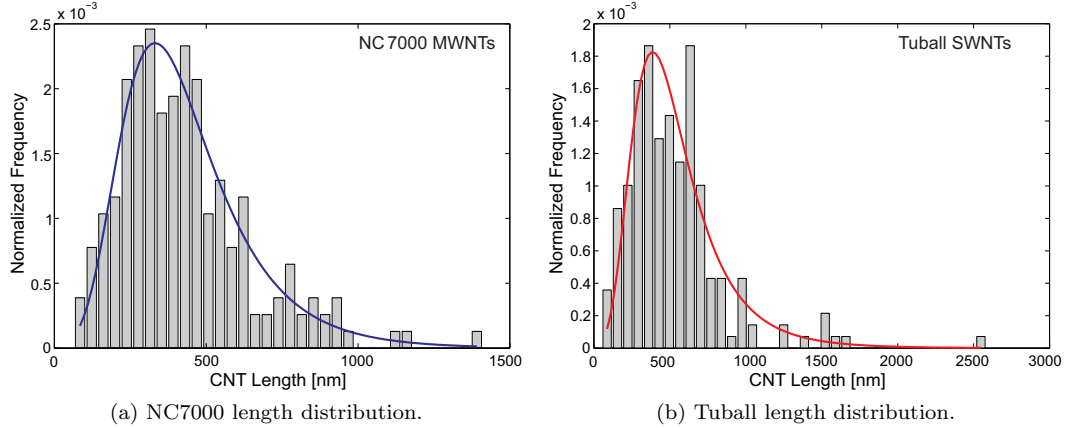 x 10⁻³
2.5
2
1.5
1
0.5
0
Normalized Frequency
NC 7000 MWNTs
0 500 1000 1500
CNT Length [nm]
(a) NC7000 length distribution.
x 10⁻³
2
1.8
1.6
1.4
1.2
1
0.8
0.6
0.4
0.2
0
Normalized Frequency
Tuball SWNTs
0 500 1000 1500 2000 2500 3000
CNT Length [nm]
(b) Tuball length distribution.